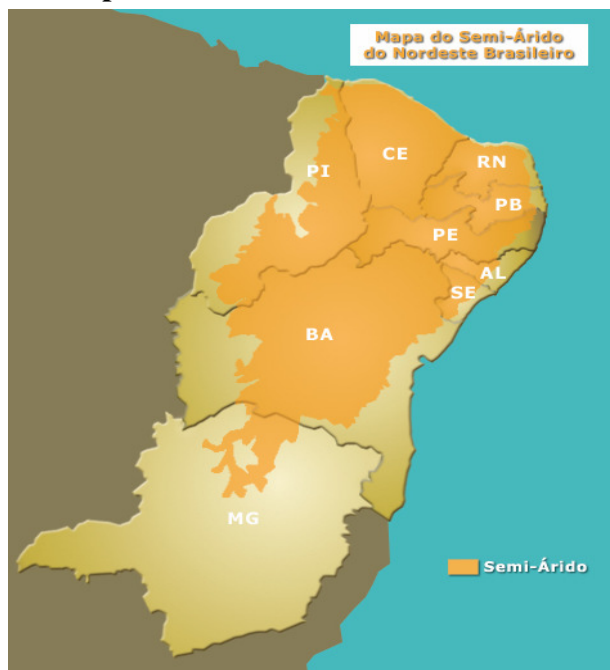 Mapa do Semi-Árido
do Nordeste Brasileiro
CE
RN
PI
PB
PE
AL
SE
BA
MG
Semi-Árido